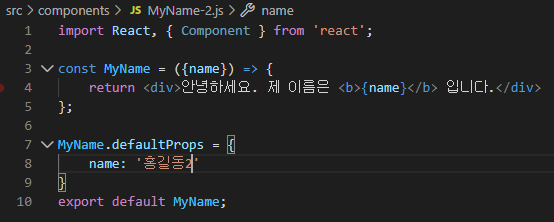 src > components > JS MyName-2.js > name
1 import React, { Component } from 'react';
2
3 const MyName = ({name}) => {
4 return <div>안녕하세요. 제 이름은 <b>{name}</b> 입니다.</div>
5 };
6
7 MyName.defaultProps = {
8 name: '홍길동2'
9 }
10 export default MyName;